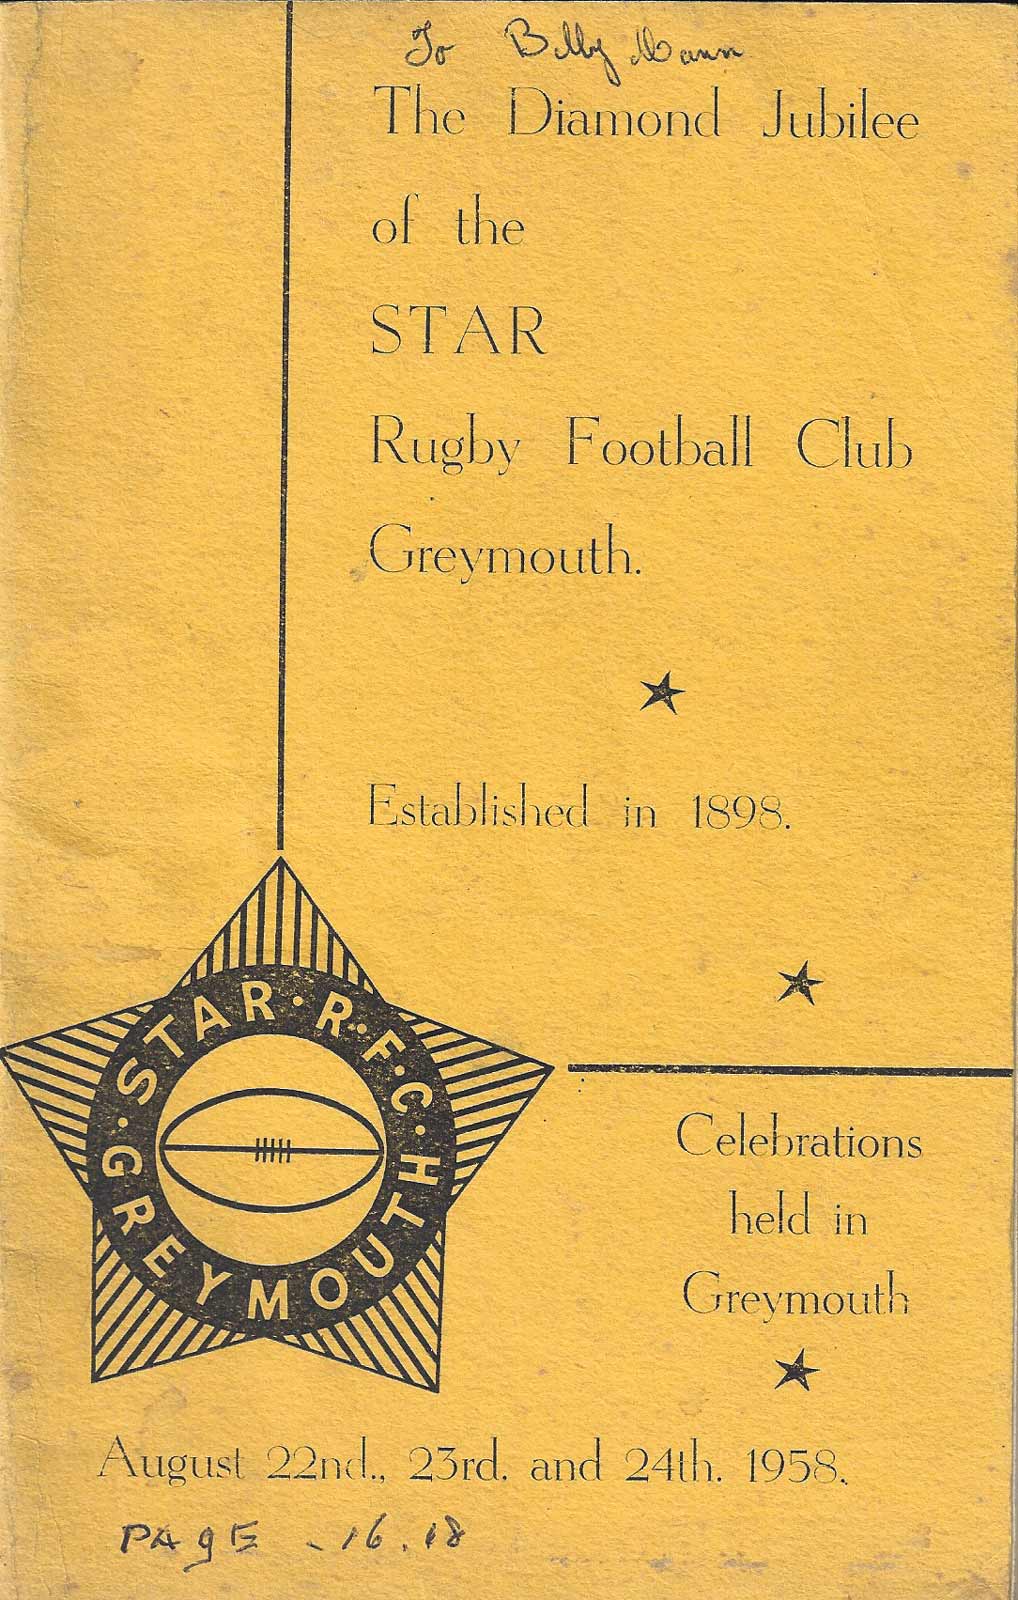 To Billy Mann
The Diamond Jubilee
of the
STAR
Rugby Football Club
Greymouth.
Established in 1898.
STAR · R · F · C ·
GREYMOUTH ·
Celebrations
held in
Greymouth
August 22nd., 23rd. and 24th. 1958.
PAgE - 16 . 18